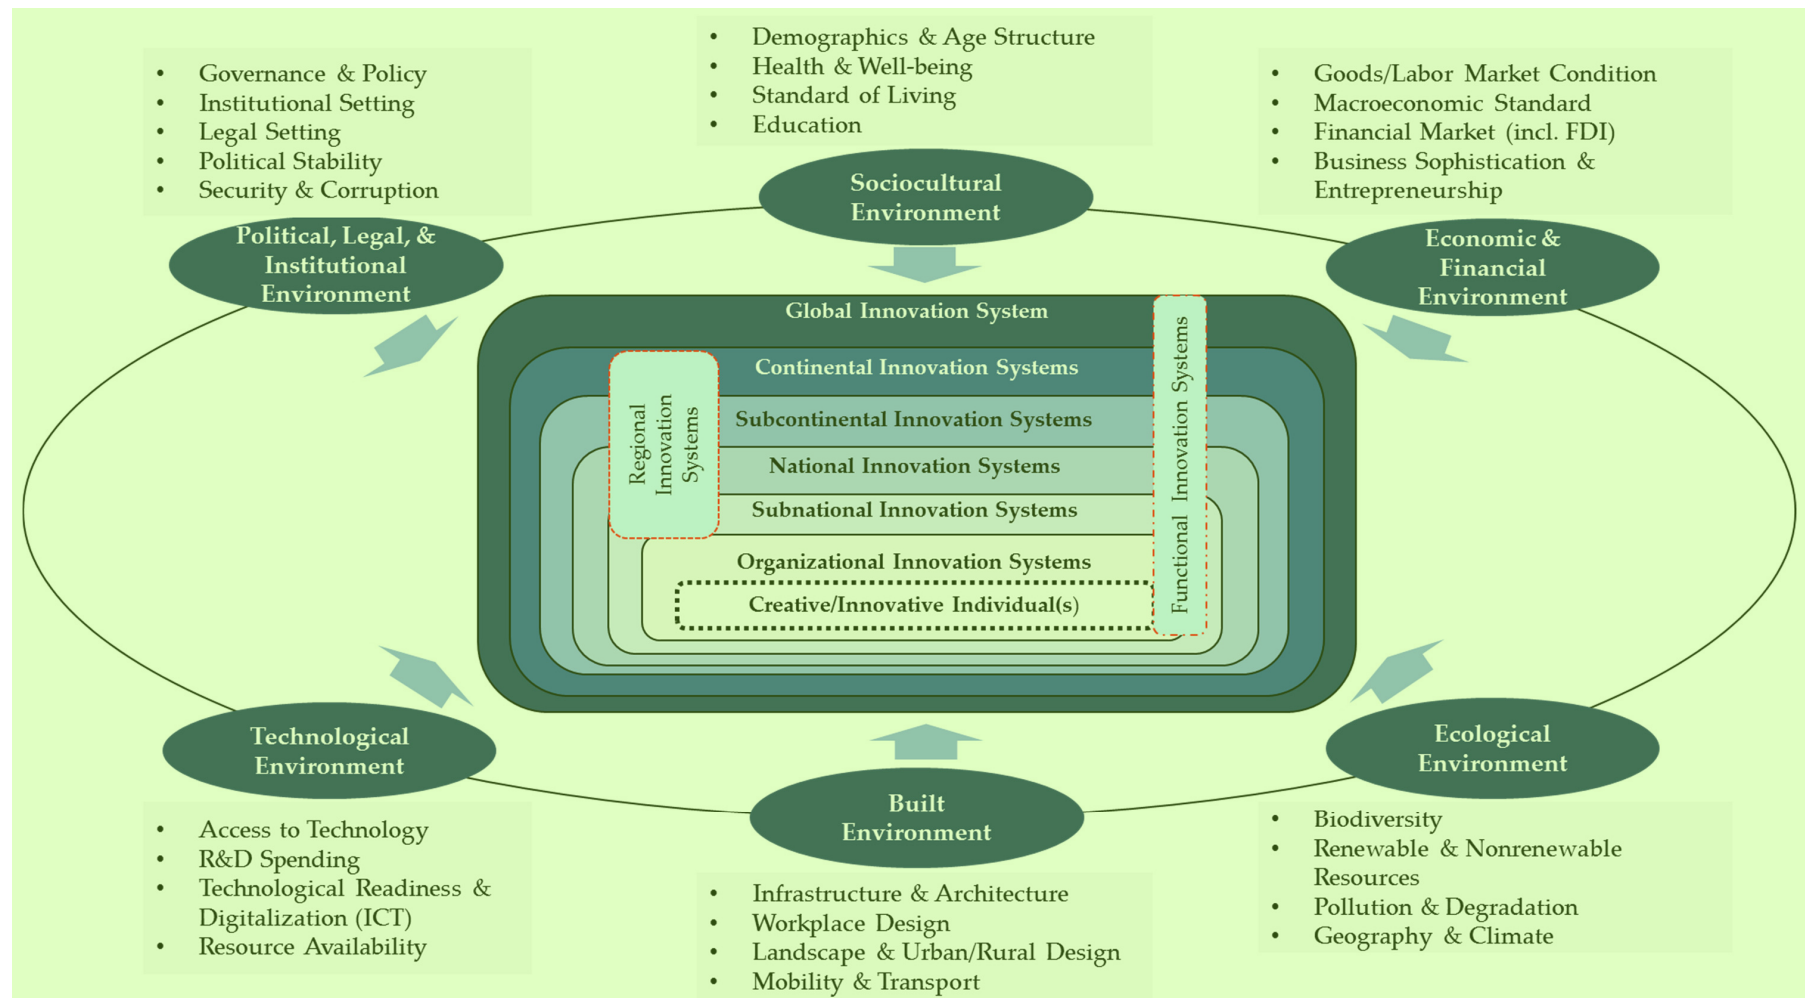 • Governance & Policy
• Institutional Setting
• Legal Setting
• Political Stability
• Security & Corruption
Political, Legal, &
Institutional
Environment
• Demographics & Age Structure
• Health & Well-being
• Standard of Living
• Education
Sociocultural
Environment
• Goods/Labor Market Condition
• Macroeconomic Standard
• Financial Market (incl. FDI)
• Business Sophistication &
Entrepreneurship
Economic &
Financial
Environment
Global Innovation System
Continental Innovation Systems
Subcontinental Innovation Systems
National Innovation Systems
Subnational Innovation Systems
Organizational Innovation Systems
Creative/Innovative Individual(s)
Regional
Innovation
Systems
Functional Innovation Systems
Technological
Environment
• Access to Technology
• R&D Spending
• Technological Readiness &
Digitalization (ICT)
• Resource Availability
Built
Environment
• Infrastructure & Architecture
• Workplace Design
• Landscape & Urban/Rural Design
• Mobility & Transport
Ecological
Environment
• Biodiversity
• Renewable & Nonrenewable
Resources
• Pollution & Degradation
• Geography & Climate